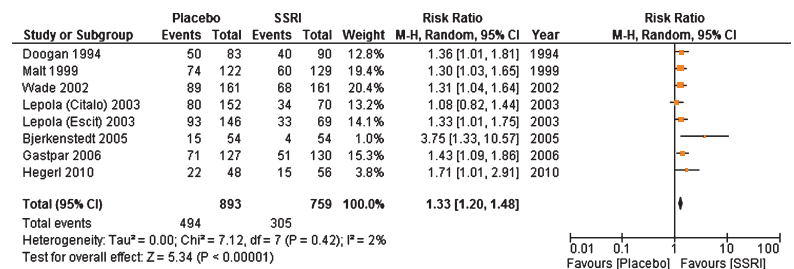 Placebo SSRI Risk Ratio Risk Ratio
Study or Subgroup Events Total Events Total Weight M-H, Random, 95% CI Year M-H, Random, 95% CI
Doogan 1994 50 83 40 90 12.8% 1.36 [1.01, 1.81] 1994
Malt 1999 74 122 60 129 19.4% 1.30 [1.03, 1.65] 1999
Wade 2002 89 161 68 161 20.4% 1.31 [1.04, 1.64] 2002
Lepola (Citalo) 2003 80 152 34 70 13.2% 1.08 [0.82, 1.44] 2003
Lepola (Escit) 2003 93 146 33 69 14.1% 1.33 [1.01, 1.75] 2003
Bjerkenstedt 2005 15 54 4 54 1.0% 3.75 [1.33, 10.57] 2005
Gastpar 2006 71 127 51 130 15.3% 1.43 [1.09, 1.86] 2006
Hegerl 2010 22 48 15 56 3.8% 1.71 [1.01, 2.91] 2010
Total (95% CI) 893 759 100.0% 1.33 [1.20, 1.48]
Total events 494 305
Heterogeneity: Tau² = 0.00; Chi² = 7.12, df = 7 (P = 0.42); I² = 2%
Test for overall effect: Z = 5.34 (P < 0.00001)
0.01 0.1 1 10 100
Favours [Placebo] Favours [SSRI]